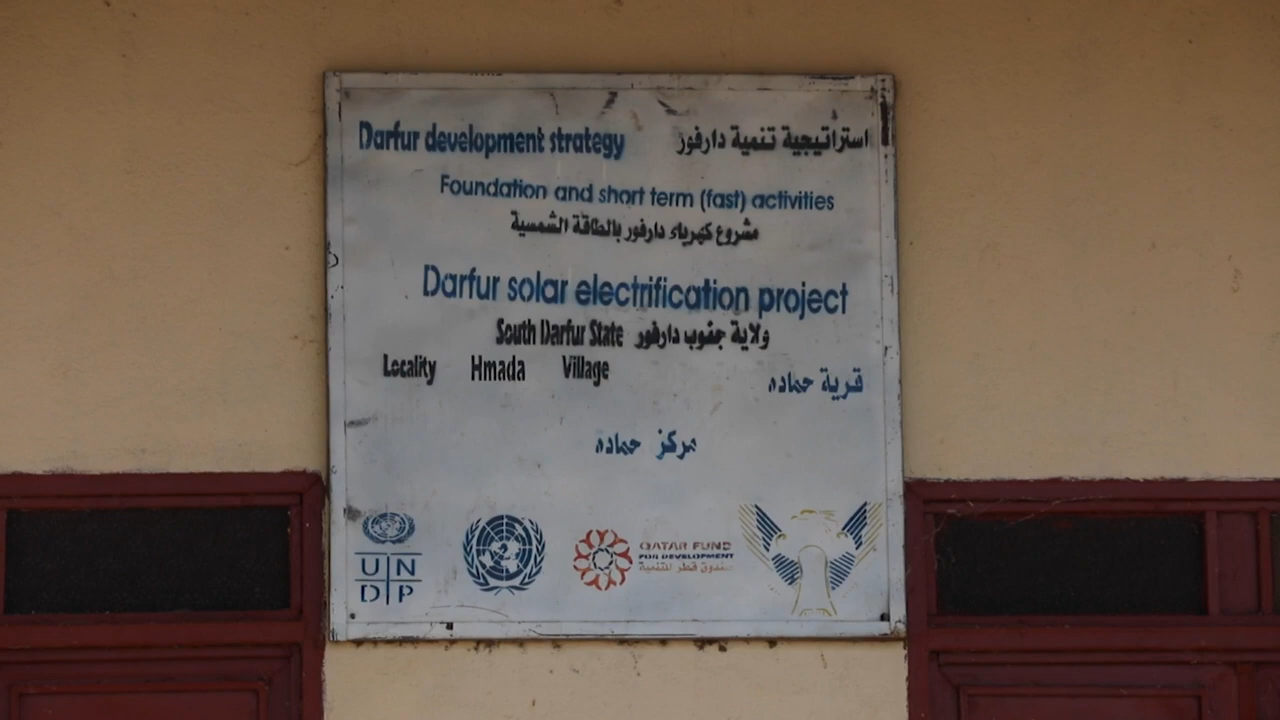 Darfur development strategy استراتيجية تنمية دارفور
Foundation and short term (fast) activities
مشروع كهرباء دارفور بالطاقة الشمسية
Darfur solar electrification project
South Darfur State ولاية جنوب دارفور
Locality Hmada Village قرية حماده
مركز حماده
UN
DP
QATAR FUND
FOR DEVELOPMENT
صندوق قطر للتنمية